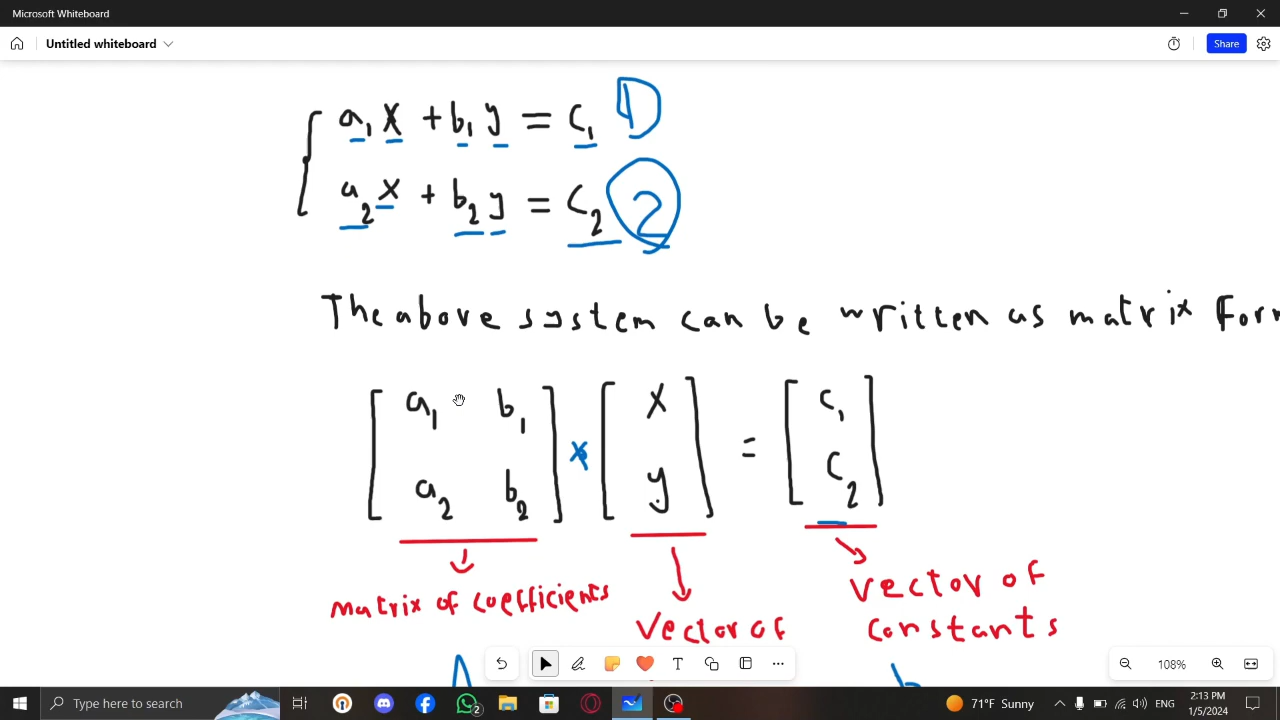 Microsoft Whiteboard
Untitled whiteboard
Share
a₁x + b₁y = c₁ 1
a₂x + b₂y = c₂ 2
The above system can be written as matrix Form
a₁ b₁ x = c₁
a₂ b₂ y c₂
matrix of coefficients
vector of
vector of
constants
A
b
108%
Type here to search
2
71°F Sunny
ENG
2:13 PM
1/5/2024